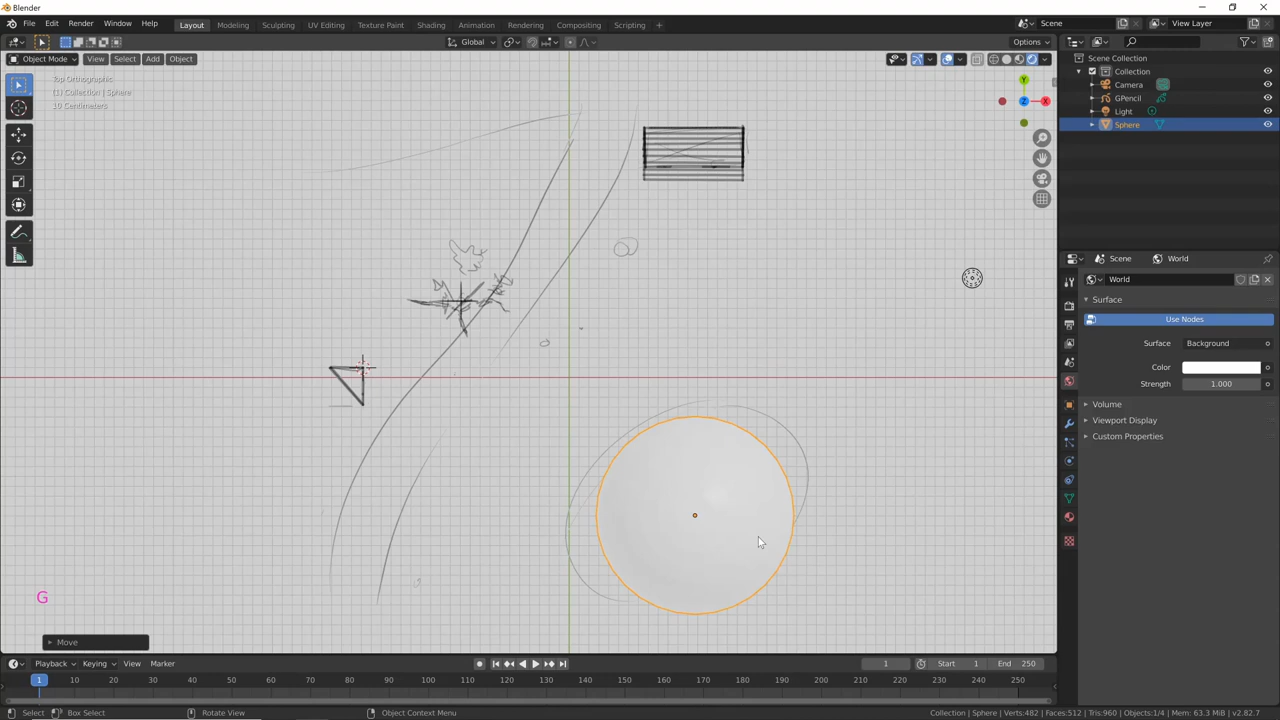 Blender
File Edit Render Window Help Layout Modeling Sculpting UV Editing Texture Paint Shading Animation Rendering Compositing Scripting + Scene View Layer
Global Options
Object Mode View Select Add Object
Scene Collection
Collection
Camera
GPencil
Light
Sphere
Top Orthographic
(1) Collection | Sphere
10 Centimeters
Y
Z X
Scene World
World
Surface
Use Nodes
Surface Background
Color
Strength 1.000
Volume
Viewport Display
Custom Properties
G
Move
Playback Keying View Marker 1 Start 1 End 250
1 10 20 30 40 50 60 70 80 90 100 110 120 130 140 150 160 170 180 190 200 210 220 230 240 250
Select Box Select Rotate View Object Context Menu Collection | Sphere | Verts:482 | Faces:512 | Tris:960 | Objects:1/4 | Mem: 63.3 MiB | v2.82.7